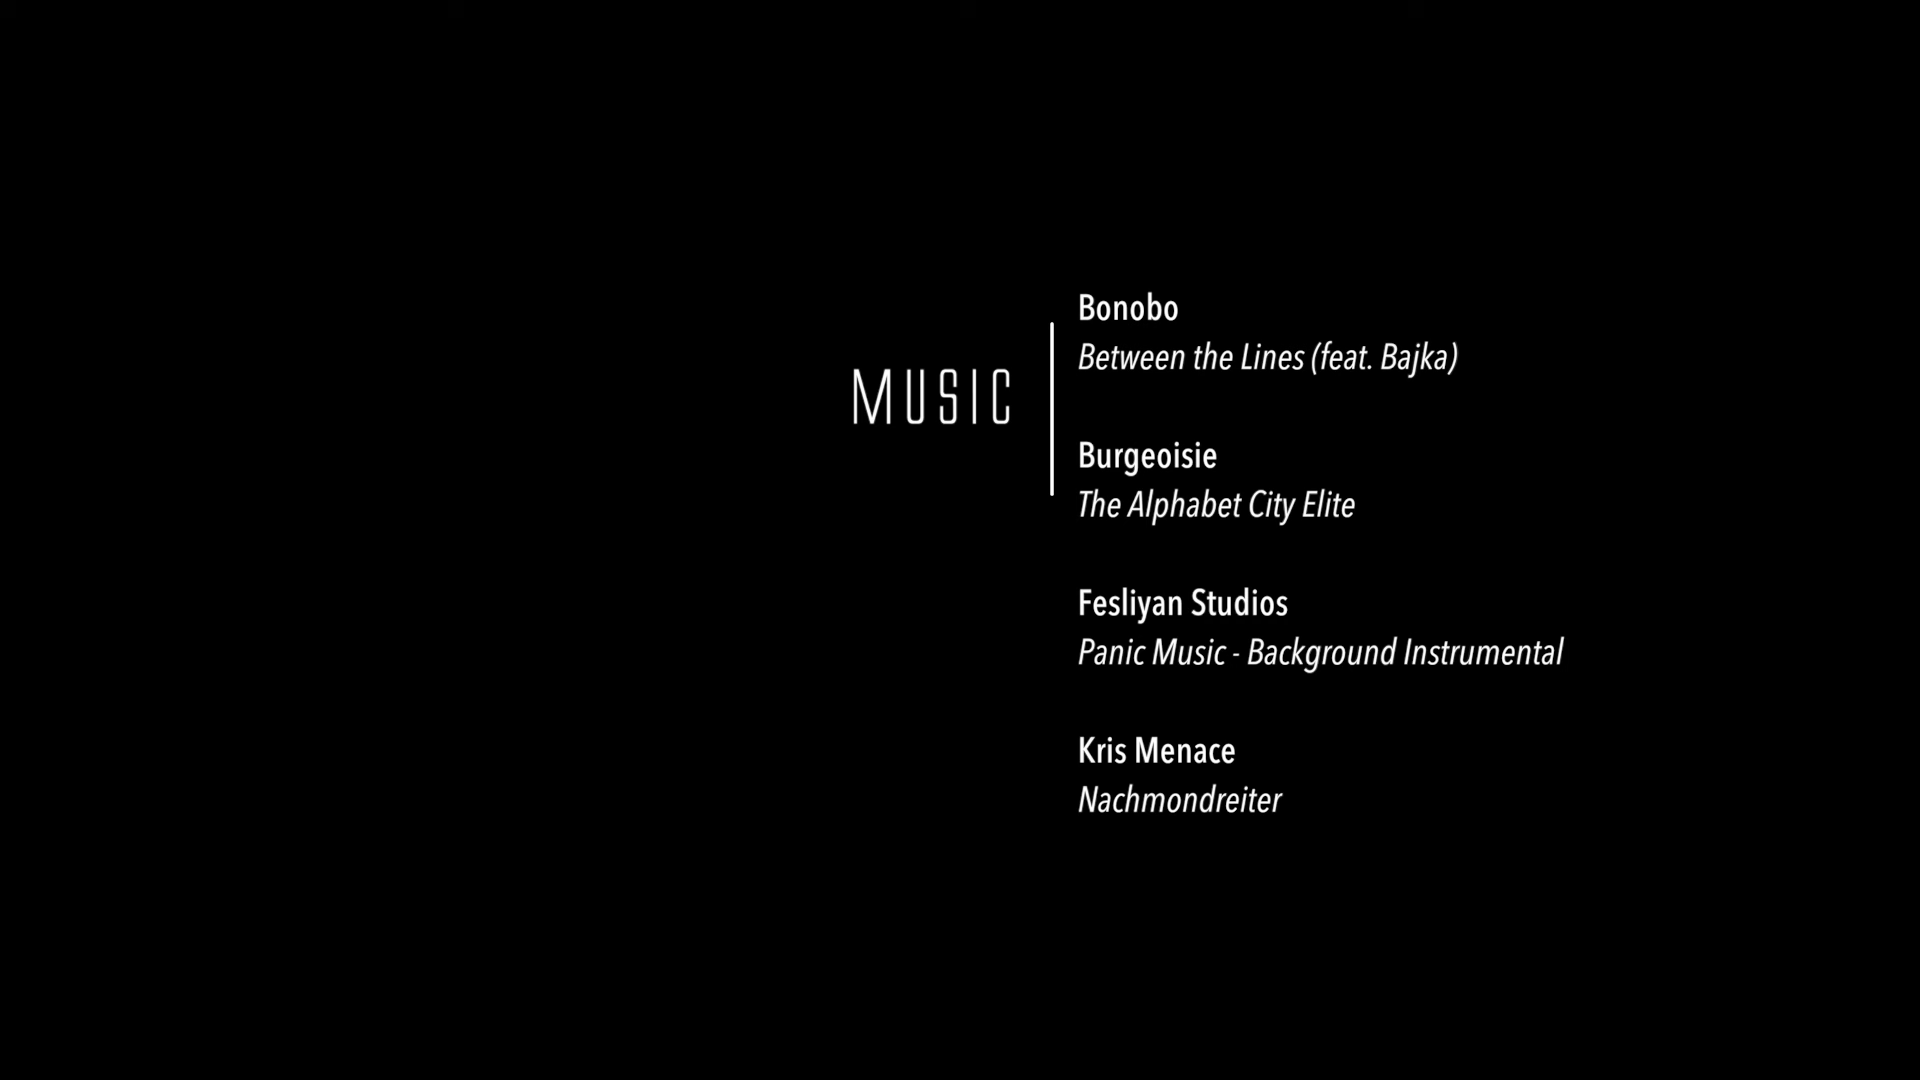 MUSIC
Bonobo
Between the Lines (feat. Bajka)
Burgeoisie
The Alphabet City Elite
Fesliyan Studios
Panic Music - Background Instrumental
Kris Menace
Nachmondreiter